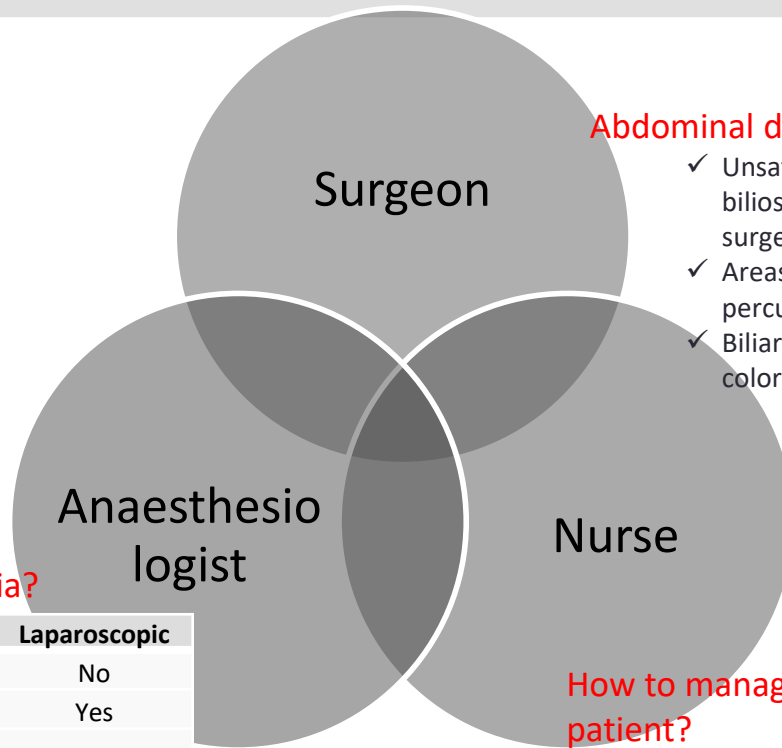 Surgeon
Abdominal d
✓ Unsa
bilios
surge
✓ Areas
percu
✓ Biliar
color
Anaesthesio
logist
Nurse
ia?
Laparoscopic
No
Yes
How to manag
patient?